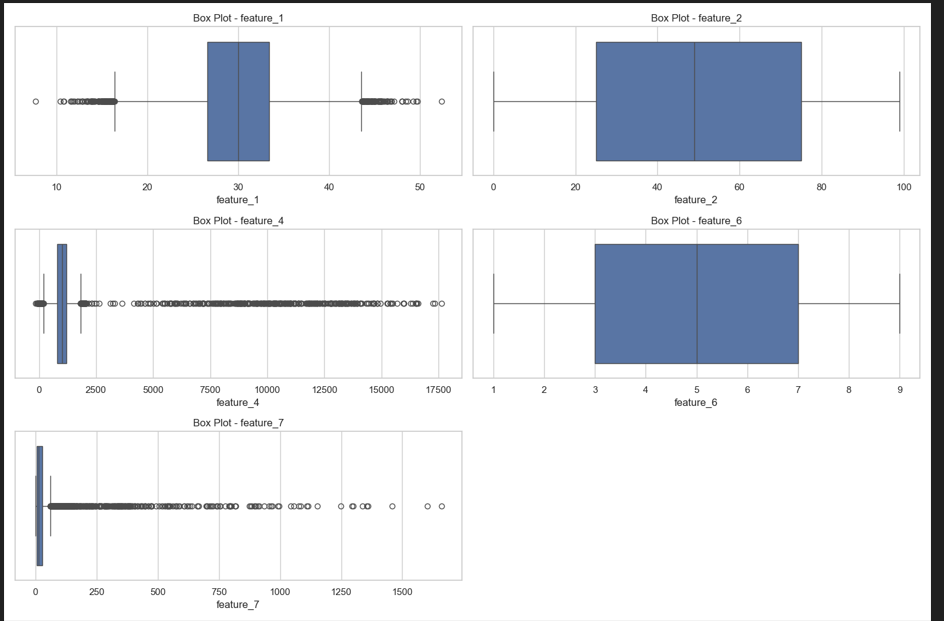 Box Plot - feature_1
10 20 30 40 50
feature_1
Box Plot - feature_2
0 20 40 60 80 100
feature_2
Box Plot - feature_4
0 2500 5000 7500 10000 12500 15000 17500
feature_4
Box Plot - feature_6
1 2 3 4 5 6 7 8 9
feature_6
Box Plot - feature_7
0 250 500 750 1000 1250 1500
feature_7